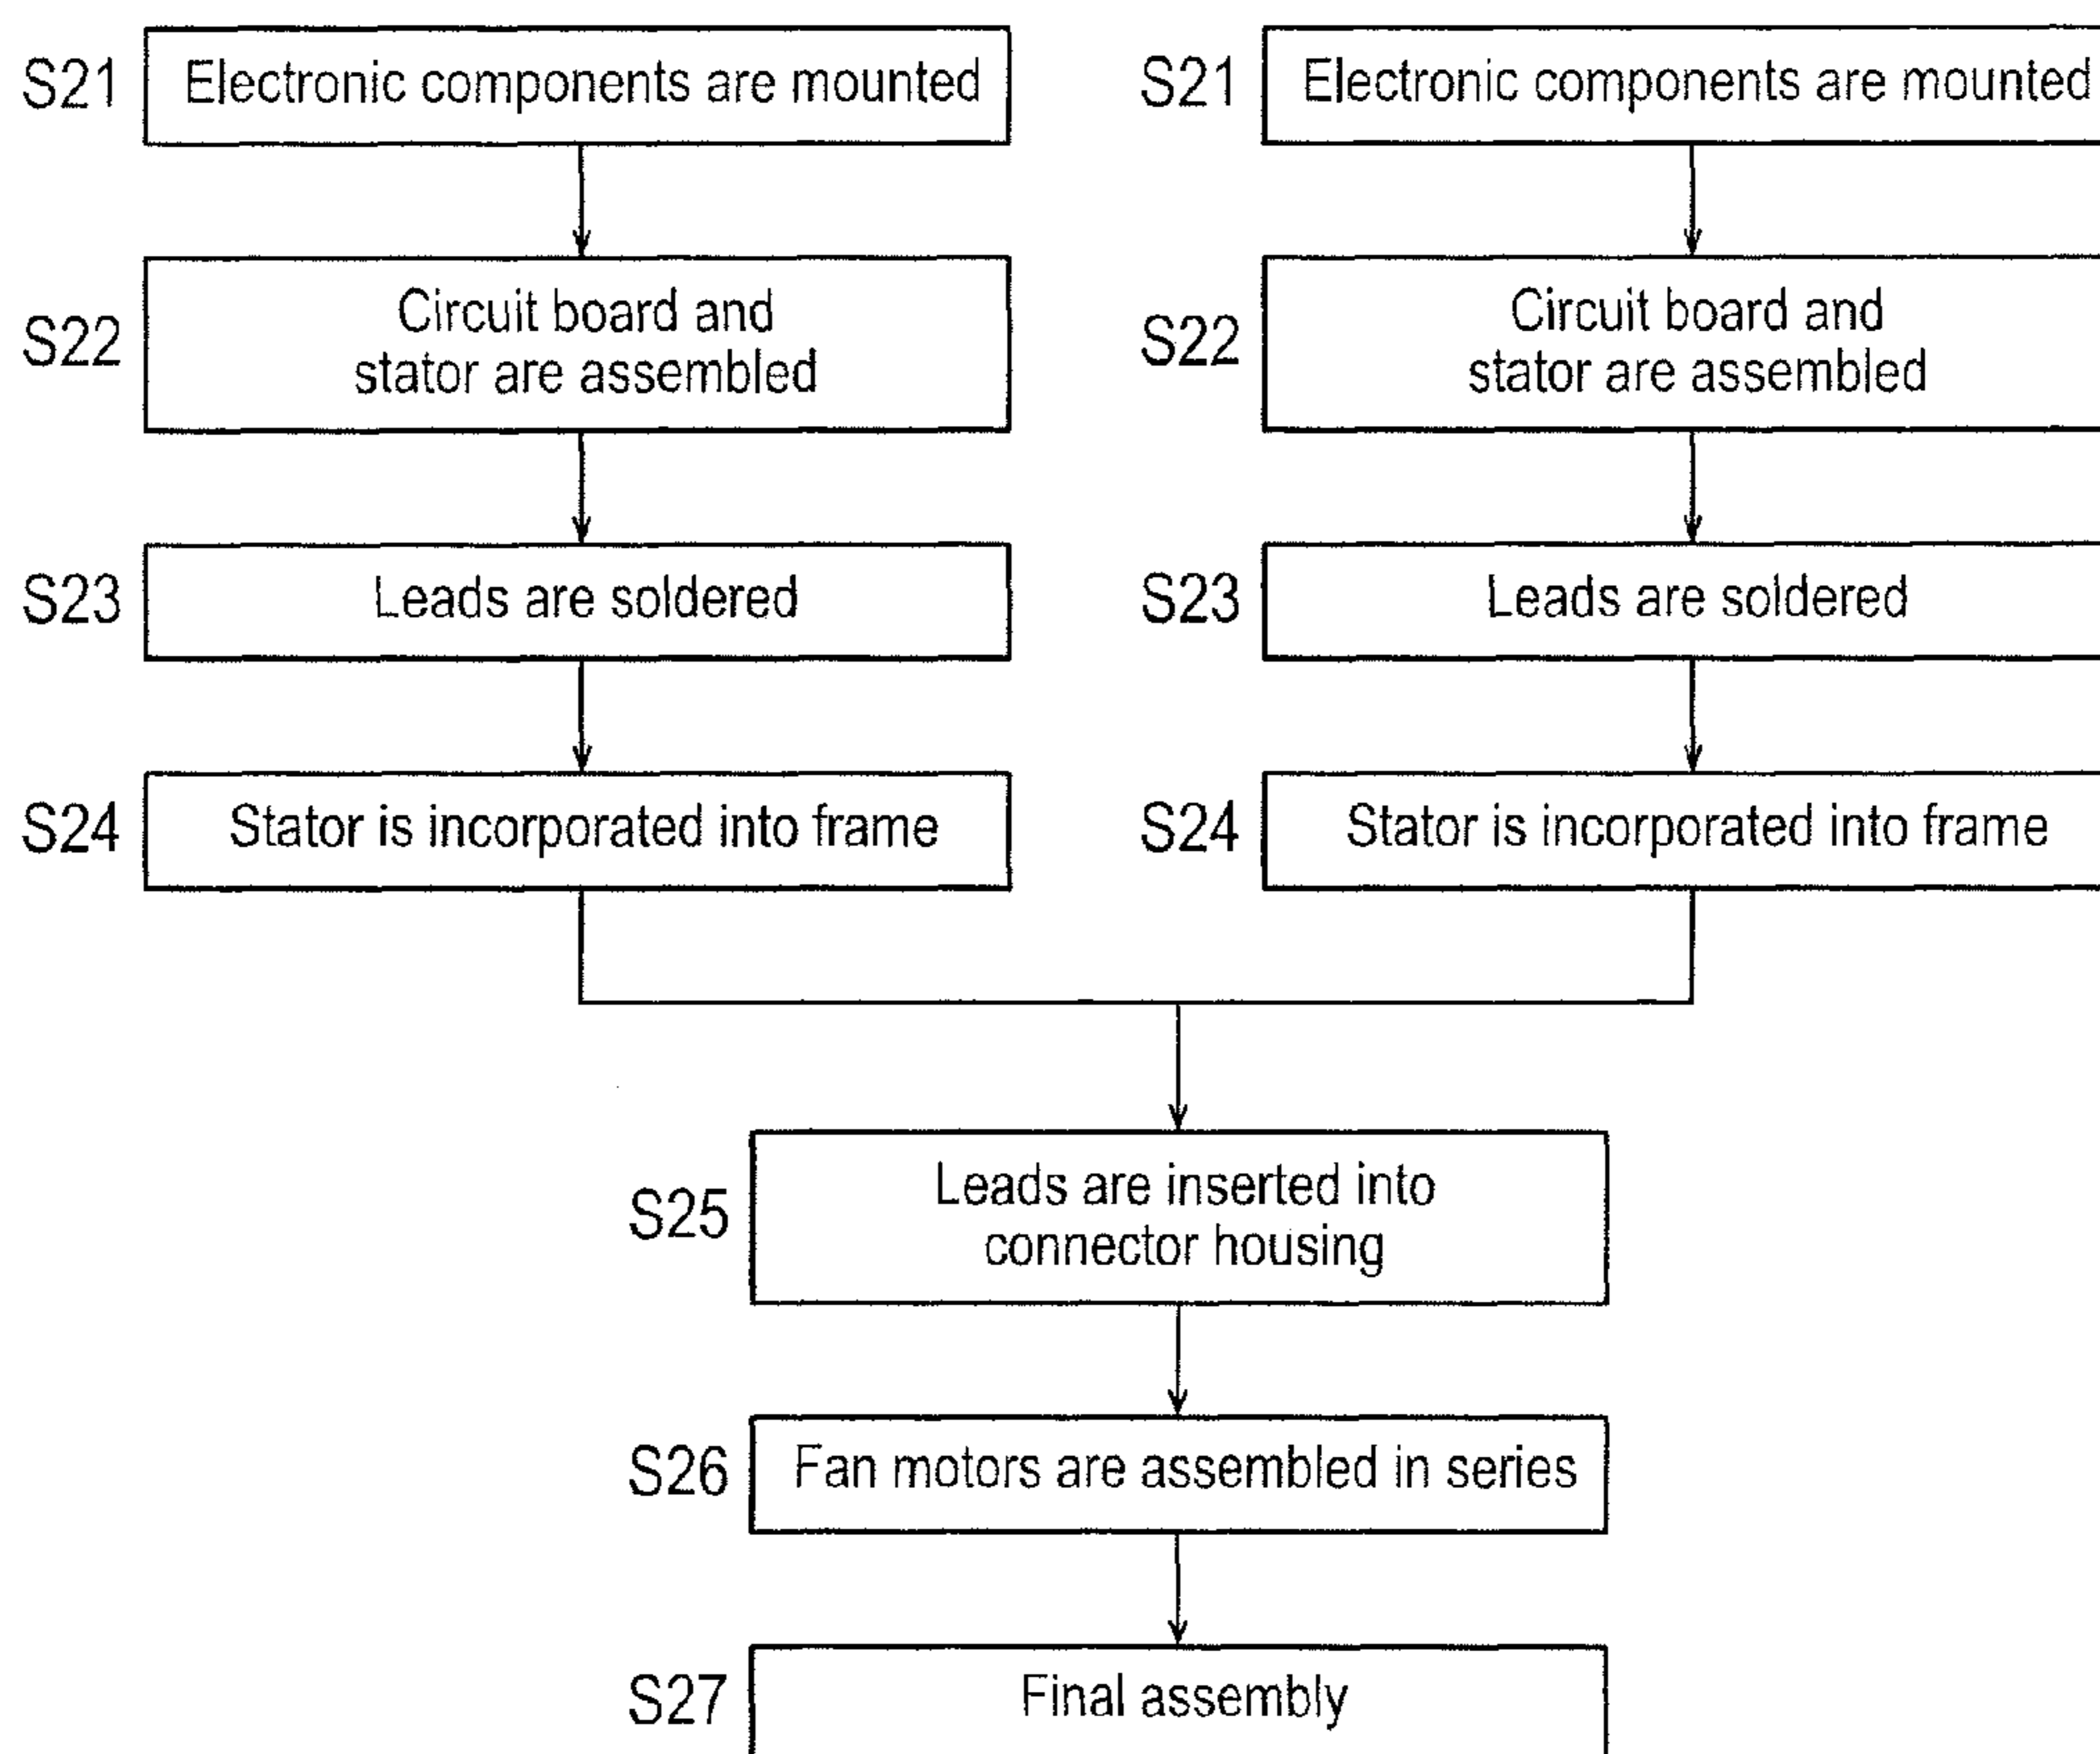 S21
Electronic components are mounted
S22
Circuit board and
stator are assembled
S23
Leads are soldered
S24
Stator is incorporated into frame
S21
Electronic components are mounted
S22
Circuit board and
stator are assembled
S23
Leads are soldered
S24
Stator is incorporated into frame
S25
Leads are inserted into
connector housing
S26
Fan motors are assembled in series
S27
Final assembly